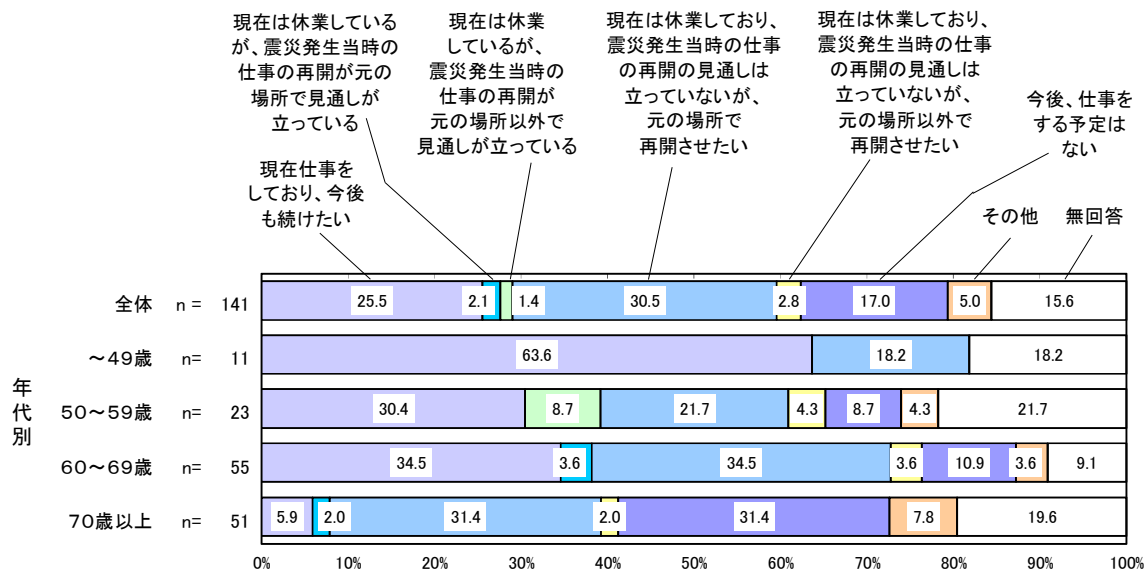 現在は休業している
が、震災発生当時の
仕事の再開が元の
場所で見通しが
立っている
現在は休業
しているが、
震災発生当時の
仕事の再開が
元の場所以外で
見通しが立っている
現在は休業しており、
震災発生当時の仕事
の再開の見通しは
立っていないが、
元の場所で
再開させたい
現在は休業しており、
震災発生当時の仕事
の再開の見通しは
立っていないが、
元の場所以外で
再開させたい
今後、仕事を
する予定は
ない
現在仕事を
しており、今後
も続けたい
その他
無回答
全体 n = 141 25.5 2.1 1.4 30.5 2.8 17.0 5.0 15.6
年代別
～49歳 n= 11 63.6 18.2 18.2
50～59歳 n= 23 30.4 8.7 21.7 4.3 8.7 4.3 21.7
60～69歳 n= 55 34.5 3.6 34.5 3.6 10.9 3.6 9.1
70歳以上 n= 51 5.9 2.0 31.4 2.0 31.4 7.8 19.6
0% 10% 20% 30% 40% 50% 60% 70% 80% 90% 100%